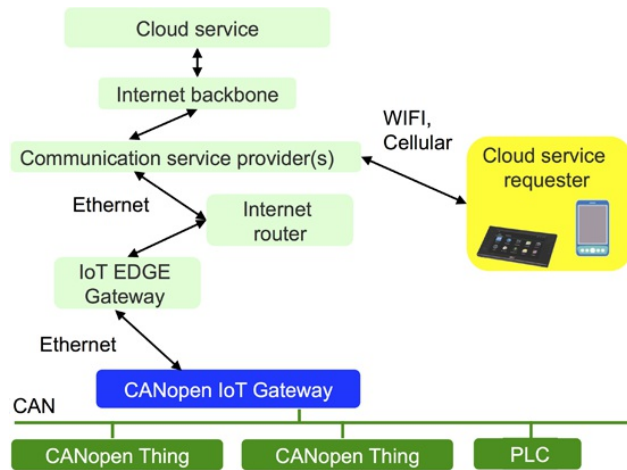 Cloud service
Internet backbone
WIFI,
Cellular
Communication service provider(s)
Cloud service
requester
Ethernet
Internet
router
IoT EDGE
Gateway
Ethernet
CANopen IoT Gateway
CAN
CANopen Thing
CANopen Thing
PLC